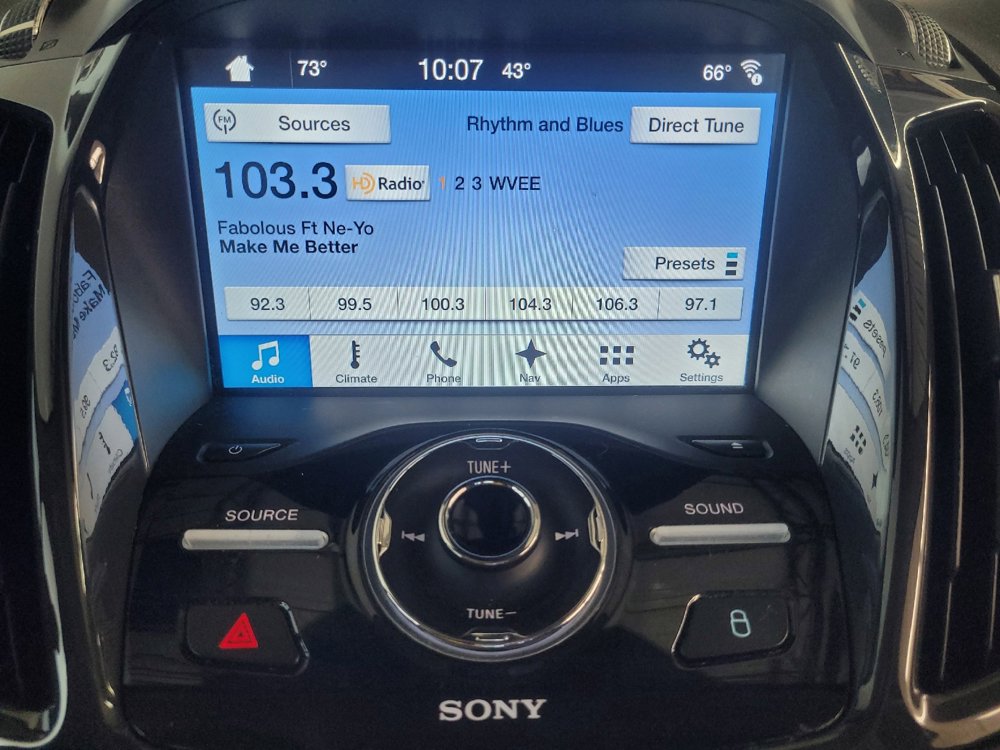 73° 10:07 43° 66°
FM Sources Rhythm and Blues Direct Tune
103.3 HD Radio 1 2 3 WVEE
Fabolous Ft Ne-Yo
Make Me Better
Presets
92.3 99.5 100.3 104.3 106.3 97.1
Audio Climate Phone Nav Apps Settings
TUNE+
SOURCE SOUND
TUNE−
SONY